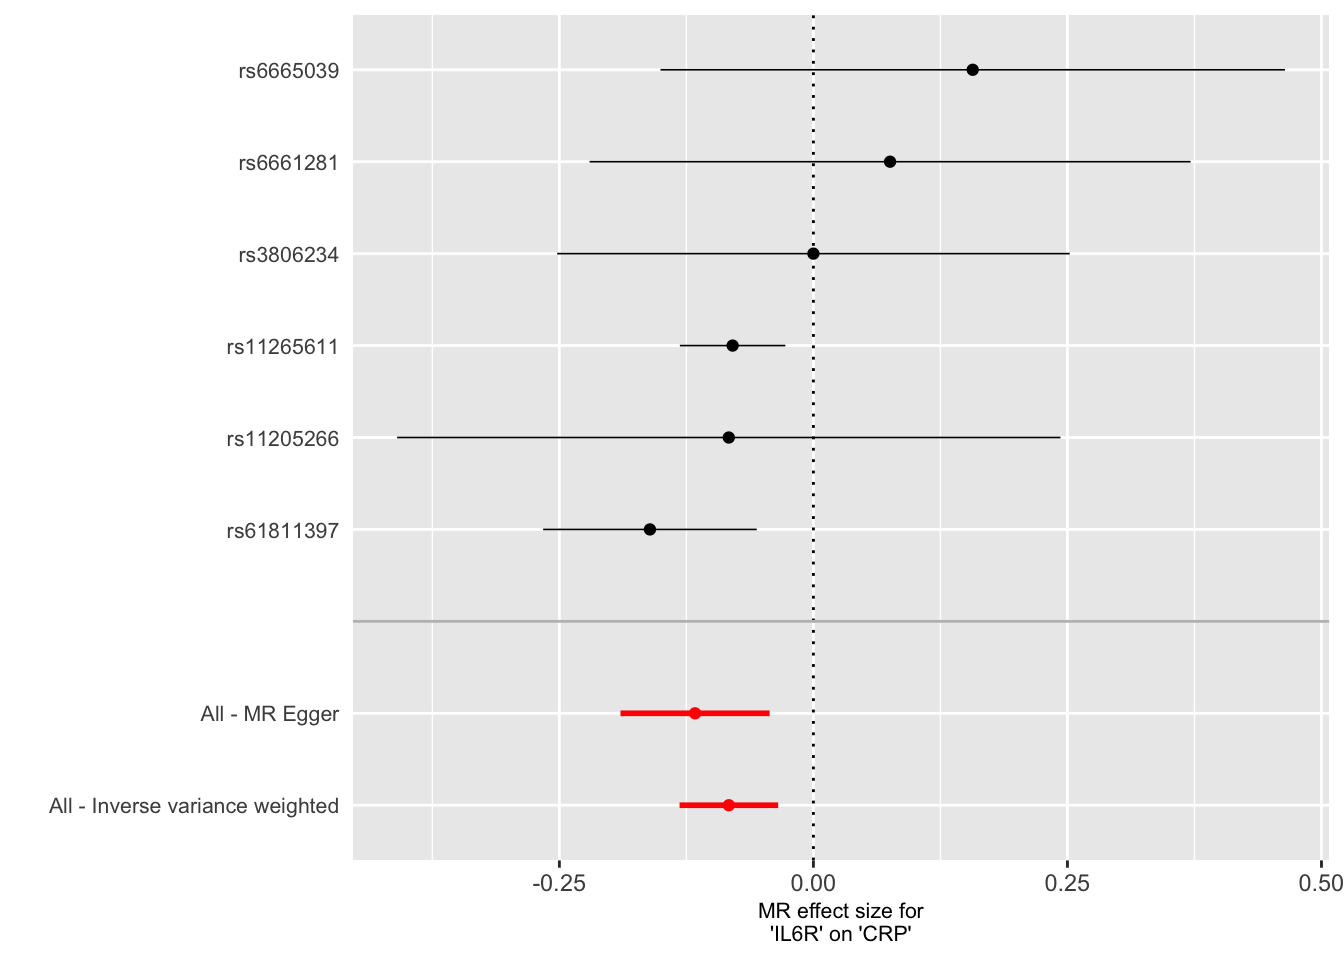 rs6665039
rs6661281
rs3806234
rs11265611
rs11205266
rs61811397
All - MR Egger
All - Inverse variance weighted
-0.25 0.00 0.25 0.50
MR effect size for
'IL6R' on 'CRP'